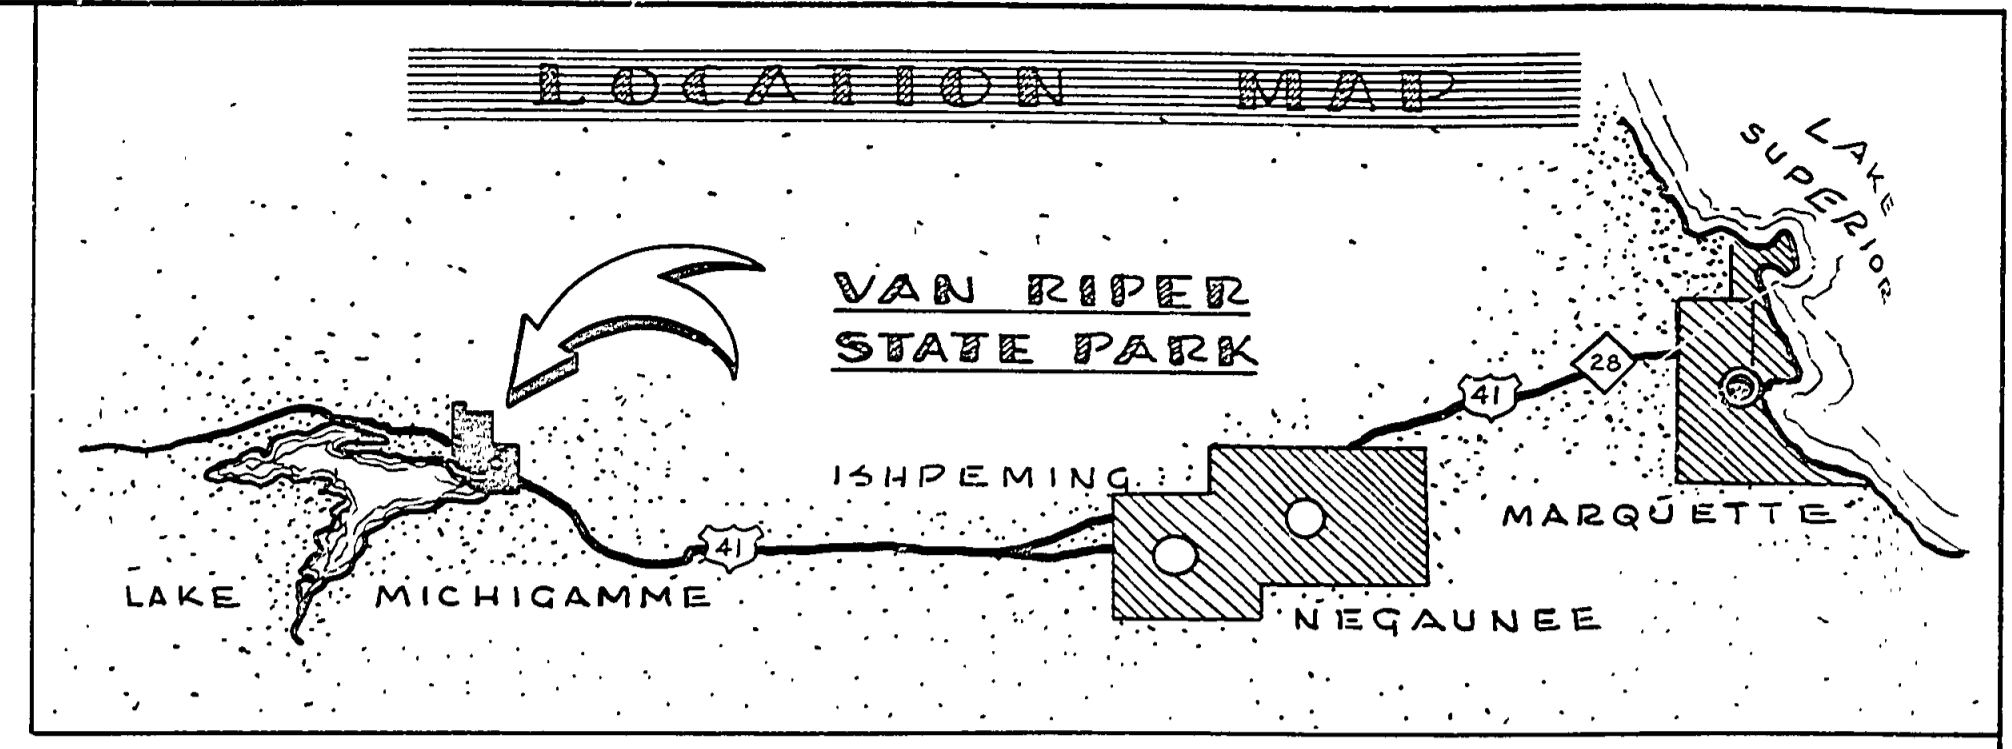 LOCATION MAP
LAKE
SUPERIOR
VAN RIPER
STATE PARK
28
41
ISHPEMING
MARQUETTE
41
LAKE MICHIGAMME
NEGAUNEE